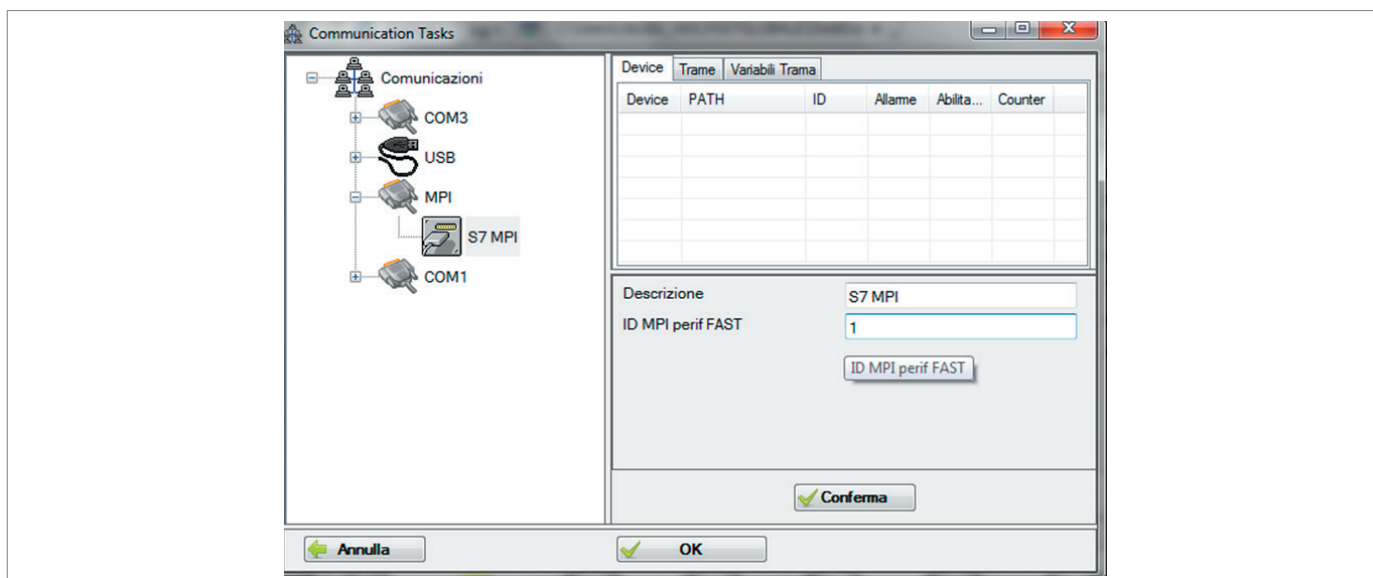 Communication Tasks
Comunicazioni
COM3
USB
MPI
S7 MPI
COM1
Device Trame Variabili Trama
Device PATH ID Allarme Abilita... Counter
Descrizione S7 MPI
ID MPI perif FAST 1
ID MPI perif FAST
Conferma
Annulla OK